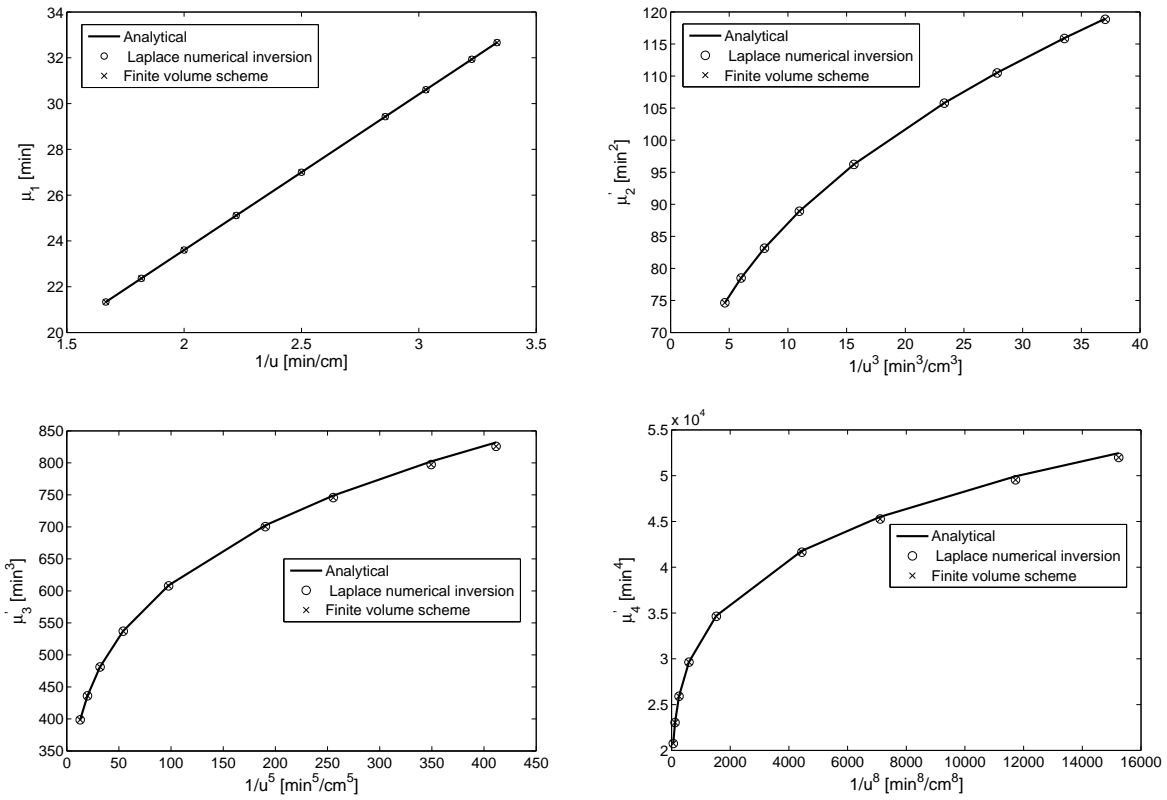 34
32
30
28
26
24
22
20
μ₁ [min]
Analytical
Laplace numerical inversion
Finite volume scheme
1.5 2 2.5 3 3.5
1/u [min/cm]
120
115
110
105
100
95
90
85
80
75
70
μ₂' [min²]
Analytical
Laplace numerical inversion
Finite volume scheme
0 5 10 15 20 25 30 35 40
1/u³ [min³/cm³]
850
800
750
700
650
600
550
500
450
400
350
μ₃' [min³]
Analytical
Laplace numerical inversion
Finite volume scheme
0 50 100 150 200 250 300 350 400 450
1/u⁵ [min⁵/cm⁵]
x 10⁴
5.5
5
4.5
4
3.5
3
2.5
2
μ₄' [min⁴]
Analytical
Laplace numerical inversion
Finite volume scheme
0 2000 4000 6000 8000 10000 12000 14000 16000
1/u⁸ [min⁸/cm⁸]